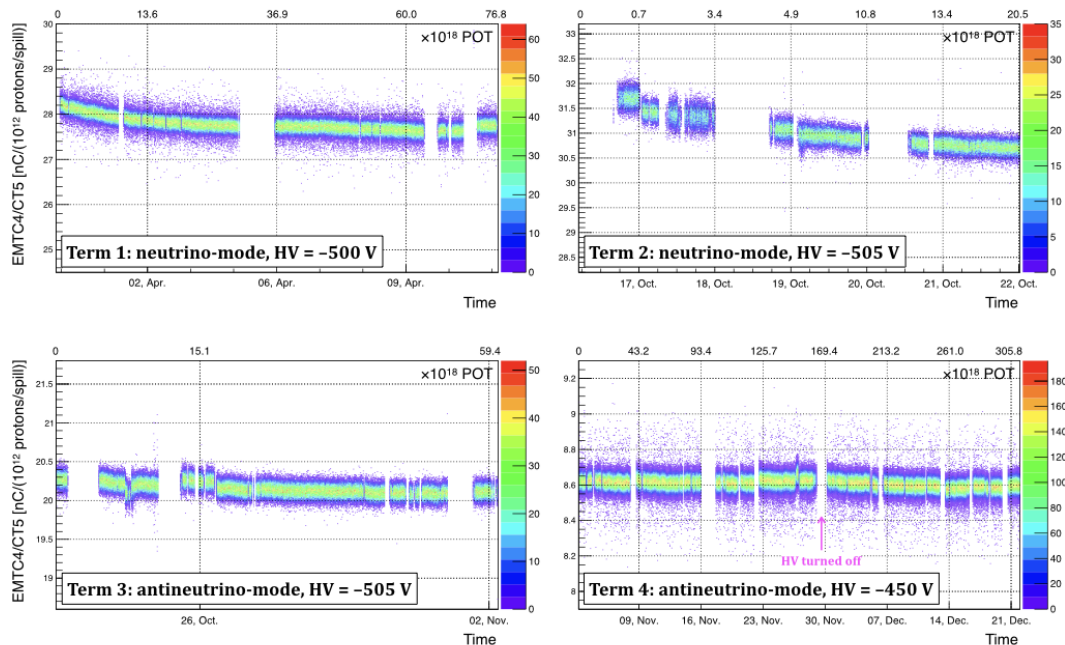 0 13.6 36.9 60.0 76.8
×10¹⁸ POT
EMTC4/CT5 [nC/(10¹² protons/spill)]
30
29
28
27
26
25
60
50
40
30
20
10
0
Term 1: neutrino-mode, HV = −500 V
02, Apr. 06, Apr. 09, Apr.
Time
0 0.7 3.4 4.9 10.8 13.4 20.5
×10¹⁸ POT
33
32.5
32
31.5
31
30.5
30
29.5
29
28.5
35
30
25
20
15
10
5
0
Term 2: neutrino-mode, HV = −505 V
17, Oct. 18, Oct. 19, Oct. 20, Oct. 21, Oct. 22, Oct.
Time
0 15.1 59.4
×10¹⁸ POT
EMTC4/CT5 [nC/(10¹² protons/spill)]
21.5
21
20.5
20
19.5
19
50
40
30
20
10
0
Term 3: antineutrino-mode, HV = −505 V
26, Oct. 02, Nov.
Time
0 43.2 93.4 125.7 169.4 213.2 261.0 305.8
×10¹⁸ POT
9.2
9
8.8
8.6
8.4
8.2
8
180
160
140
120
100
80
60
40
20
0
HV turned off
Term 4: antineutrino-mode, HV = −450 V
09, Nov. 16, Nov. 23, Nov. 30, Nov. 07, Dec. 14, Dec. 21, Dec.
Time